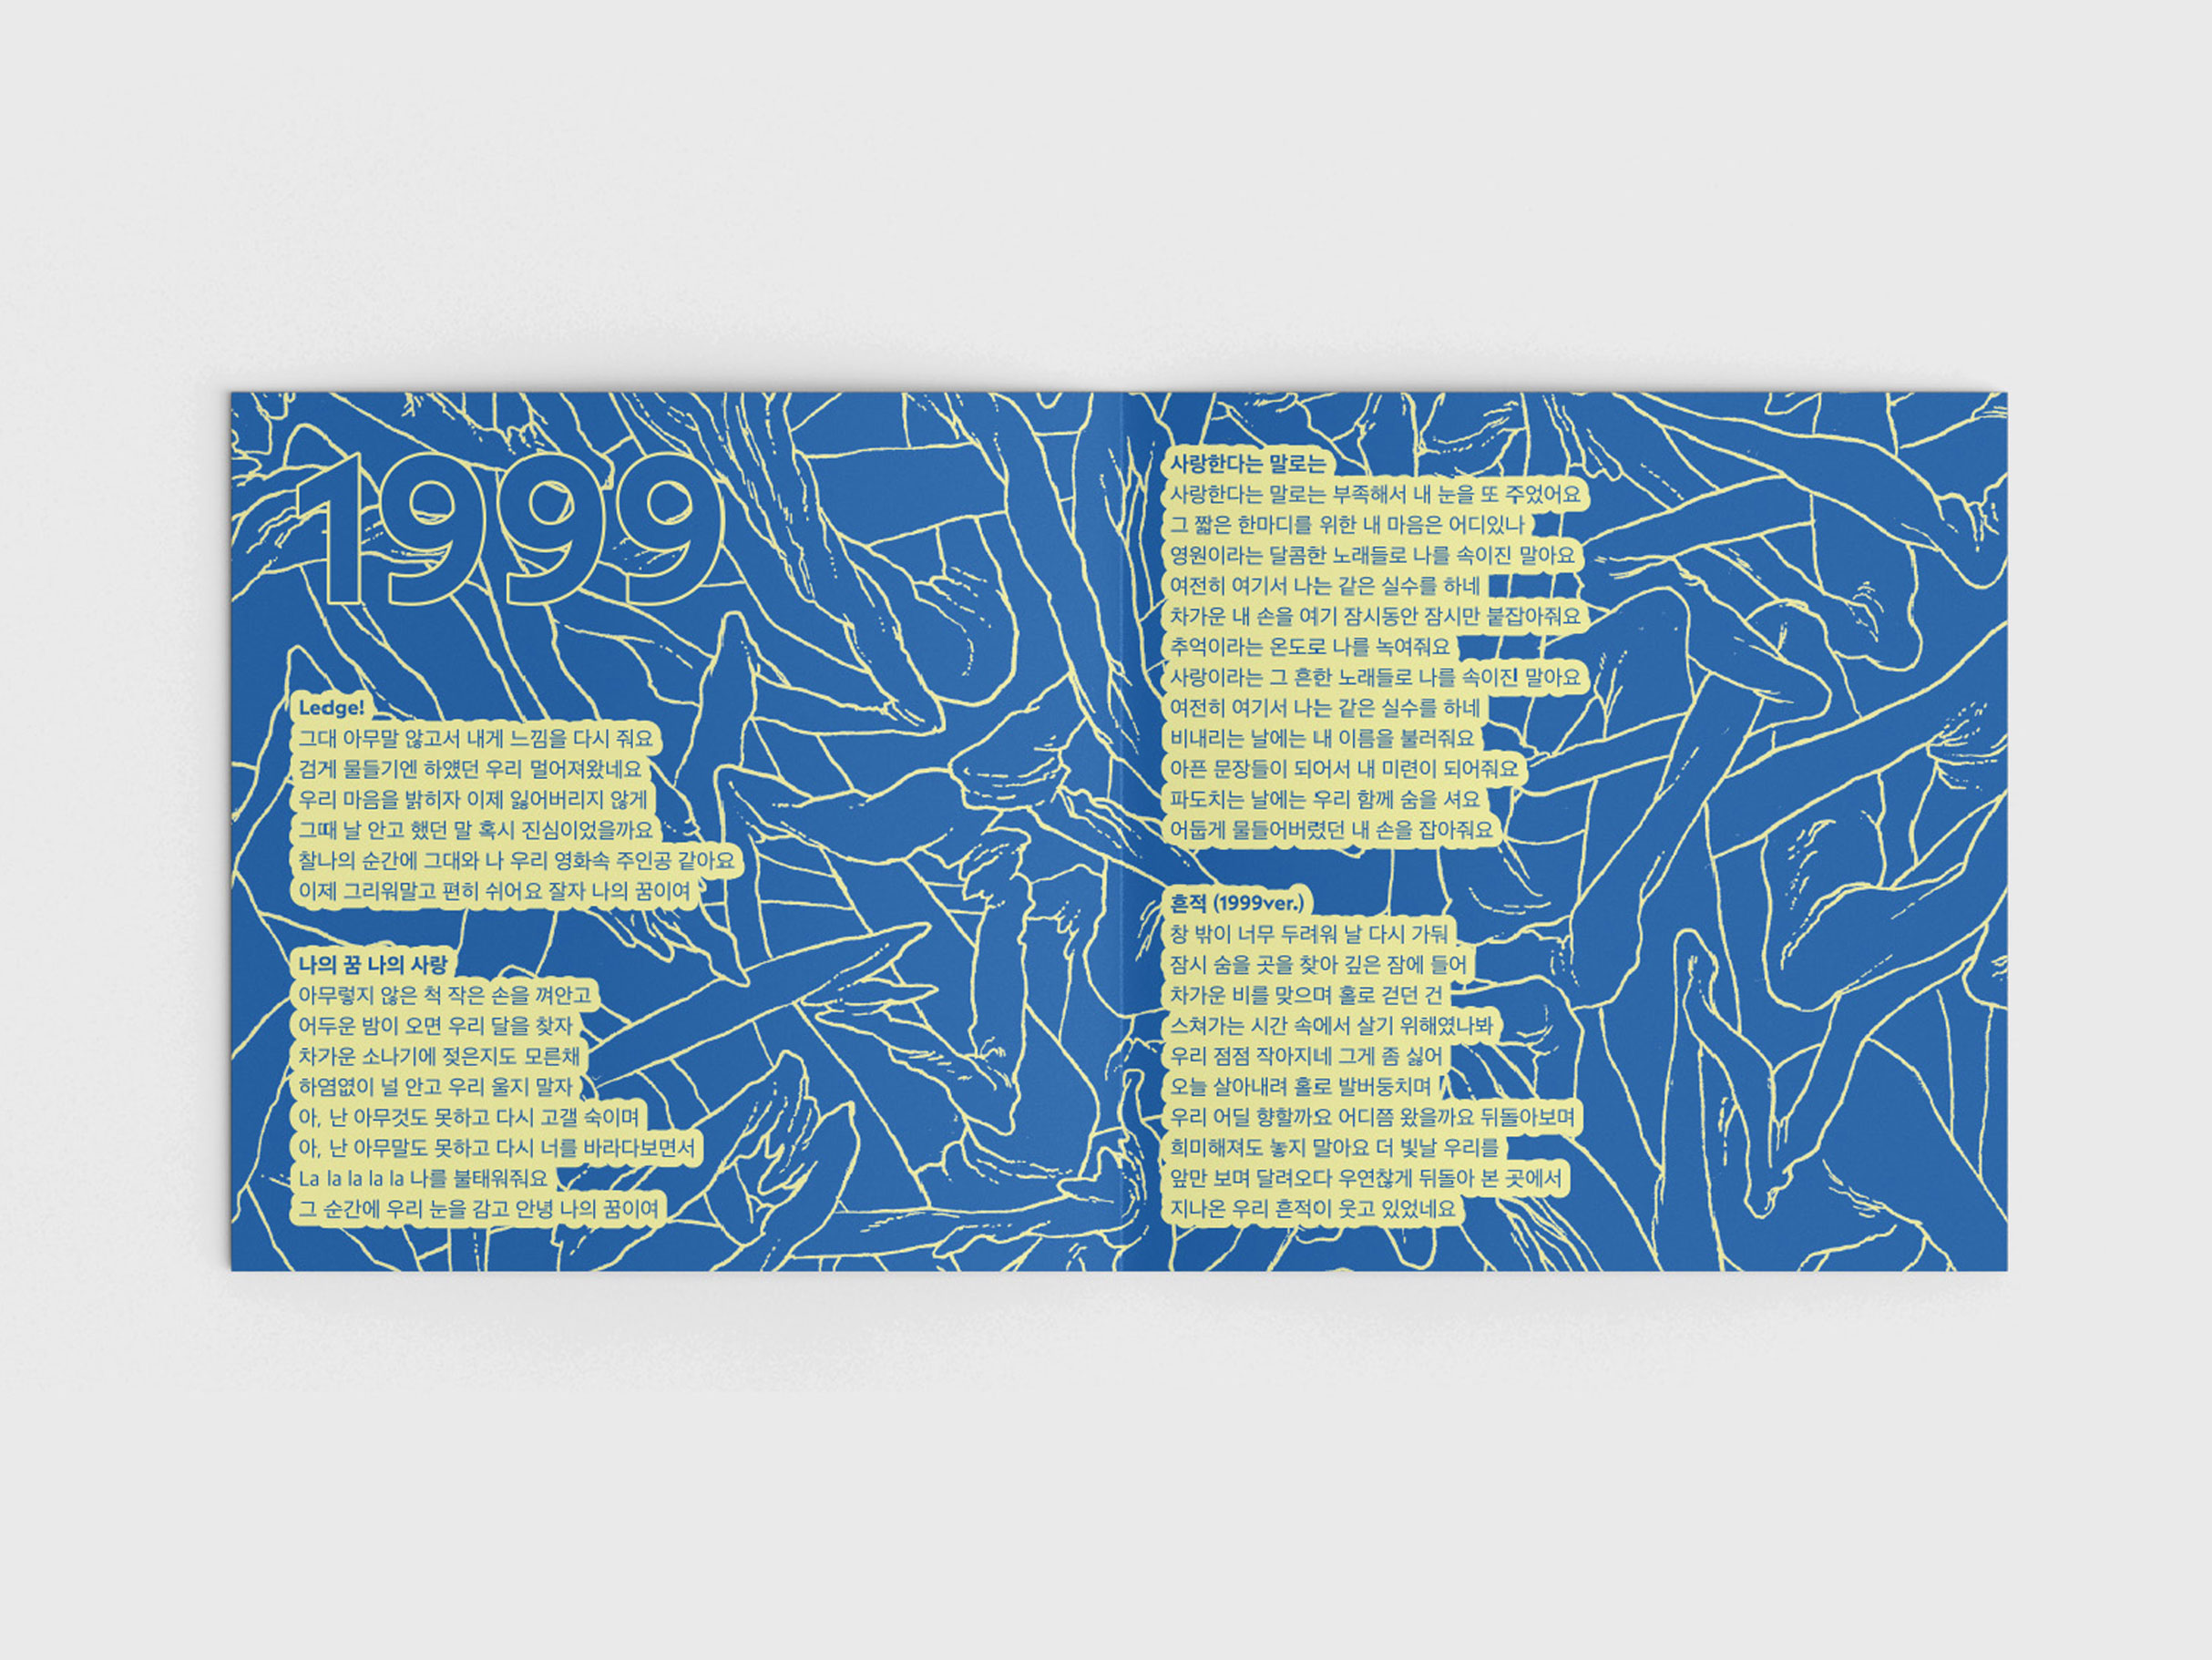 1999
Ledge!
그대 아무말 않고서 내게 느낌을 다시 줘요
검게 물들기엔 하얬던 우리 멀어져왔네요
우리 마음을 밝히자 이제 잃어버리지 않게
그때 날 안고 했던 말 혹시 진심이었을까요
찰나의 순간에 그대와 나 우리 영화속 주인공 같아요
이제 그리워말고 편히 쉬어요 잘자 나의 꿈이여
나의 꿈 나의 사랑
아무렇지 않은 척 작은 손을 껴안고
어두운 밤이 오면 우리 달을 찾자
차가운 소나기에 젖은지도 모른채
하염없이 널 안고 우리 울지 말자
아, 난 아무것도 못하고 다시 고갤 숙이며
아, 난 아무말도 못하고 다시 너를 바라다보면서
La la la la la 나를 불태워줘요
그 순간에 우리 눈을 감고 안녕 나의 꿈이여
사랑한다는 말로는
사랑한다는 말로는 부족해서 내 눈을 또 주었어요
그 짧은 한마디를 위한 내 마음은 어디있나
영원이라는 달콤한 노래들로 나를 속이진 말아요
여전히 여기서 나는 같은 실수를 하네
차가운 내 손을 여기 잠시동안 잠시만 붙잡아줘요
추억이라는 온도로 나를 녹여줘요
사랑이라는 그 흔한 노래들로 나를 속이진 말아요
여전히 여기서 나는 같은 실수를 하네
비내리는 날에는 내 이름을 불러줘요
아픈 문장들이 되어서 내 미련이 되어줘요
파도치는 날에는 우리 함께 숨을 셔요
어둡게 물들어버렸던 내 손을 잡아줘요
흔적 (1999ver.)
창 밖이 너무 두려워 날 다시 가둬
잠시 숨을 곳을 찾아 깊은 잠에 들어
차가운 비를 맞으며 홀로 걷던 건
스쳐가는 시간 속에서 살기 위해였나봐
우리 점점 작아지네 그게 좀 싫어
오늘 살아내려 홀로 발버둥치며
우리 어딜 향할까요 어디쯤 왔을까요 뒤돌아보며
희미해져도 놓지 말아요 더 빛날 우리를
앞만 보며 달려오다 우연찮게 뒤돌아 본 곳에서
지나온 우리 흔적이 웃고 있었네요